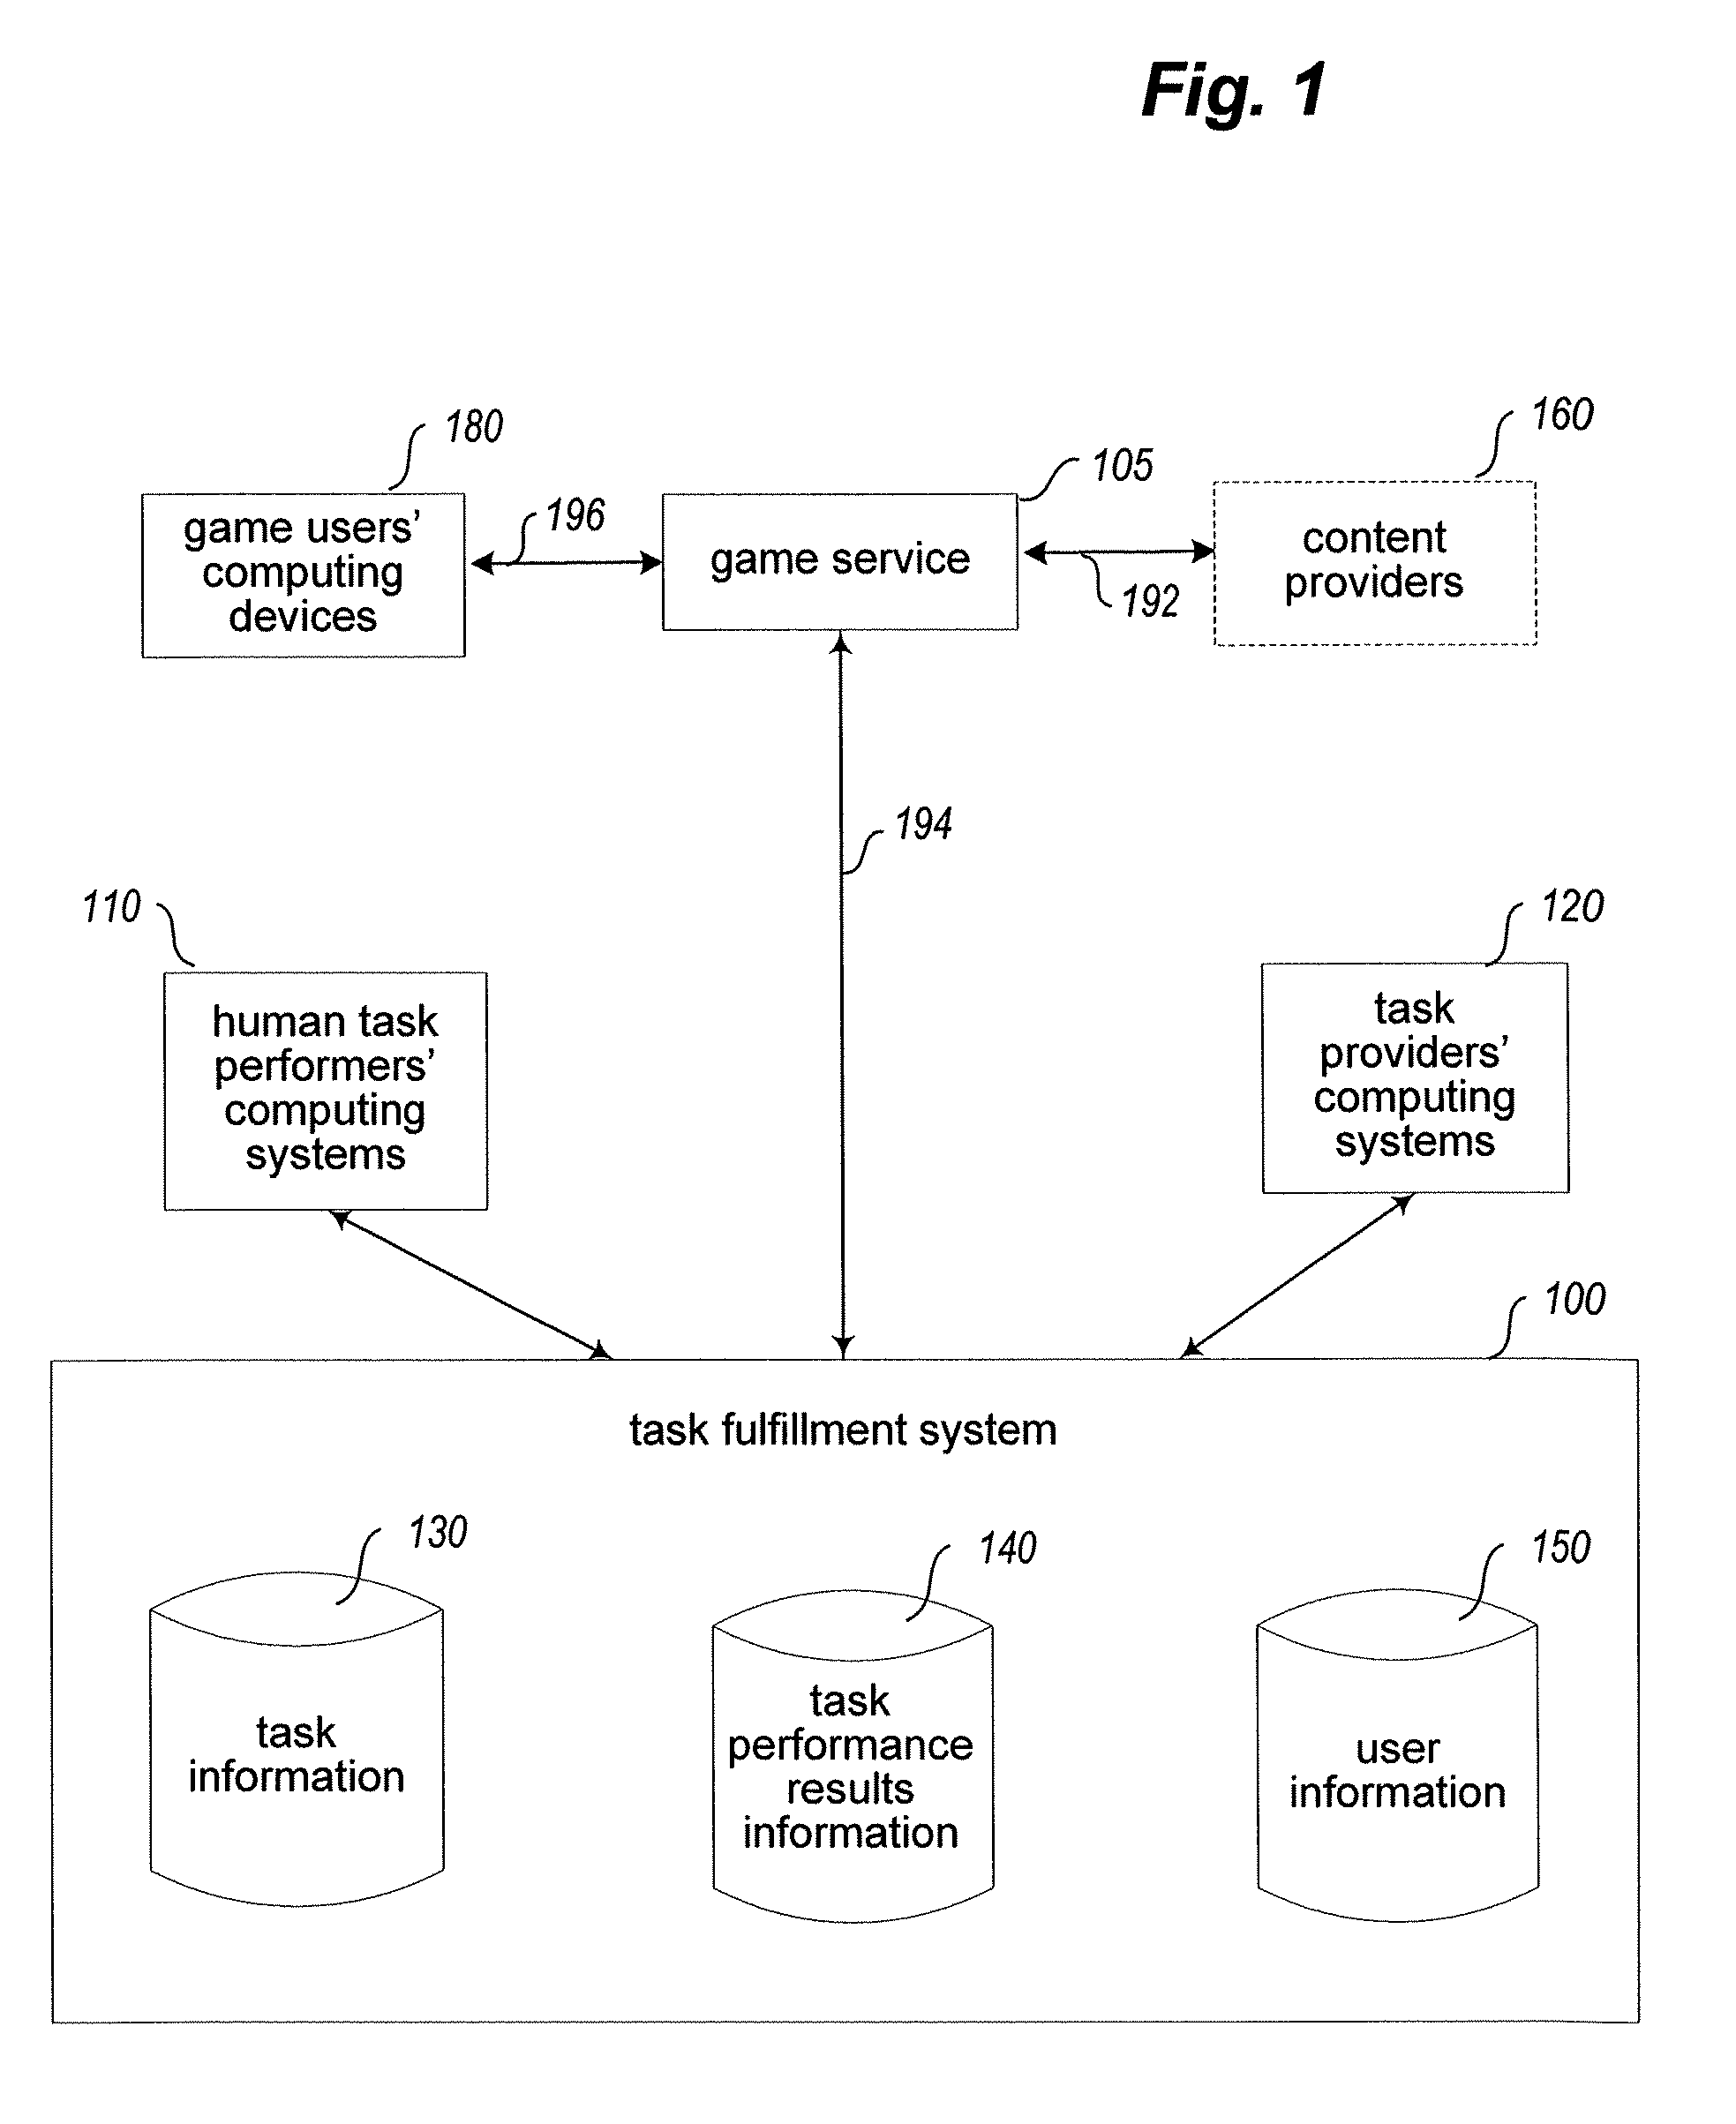 Fig. 1
180
160
105
game users’
computing
devices
196
game service
192
content
providers
194
110
120
human task
performers’
computing
systems
task
providers’
computing
systems
100
task fulfillment system
130
140
150
task
information
task
performance
results
information
user
information